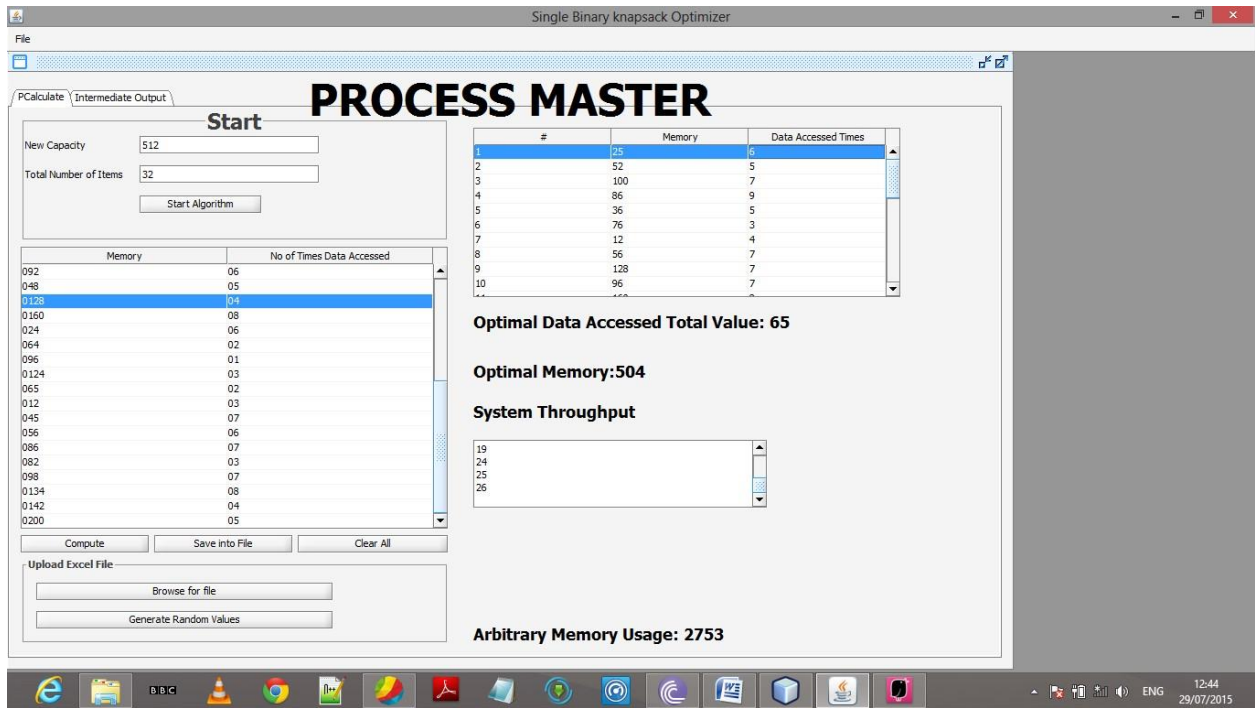 Single Binary knapsack Optimizer
File
PCalculate Intermediate Output
PROCESS MASTER
Start
New Capacity 512
Total Number of Items 32
Start Algorithm
Memory No of Times Data Accessed
092 06
048 05
0128 04
0160 08
024 06
064 02
096 01
0124 03
065 02
012 03
045 07
056 06
086 07
082 03
098 07
0134 08
0142 04
0200 05
Compute Save into File Clear All
Upload Excel File
Browse for file
Generate Random Values
# Memory Data Accessed Times
1 25 6
2 52 5
3 100 7
4 86 9
5 36 5
6 76 3
7 12 4
8 56 7
9 128 7
10 96 7
Optimal Data Accessed Total Value: 65
Optimal Memory:504
System Throughput
19
24
25
26
Arbitrary Memory Usage: 2753
BBC
ENG
12:44
29/07/2015